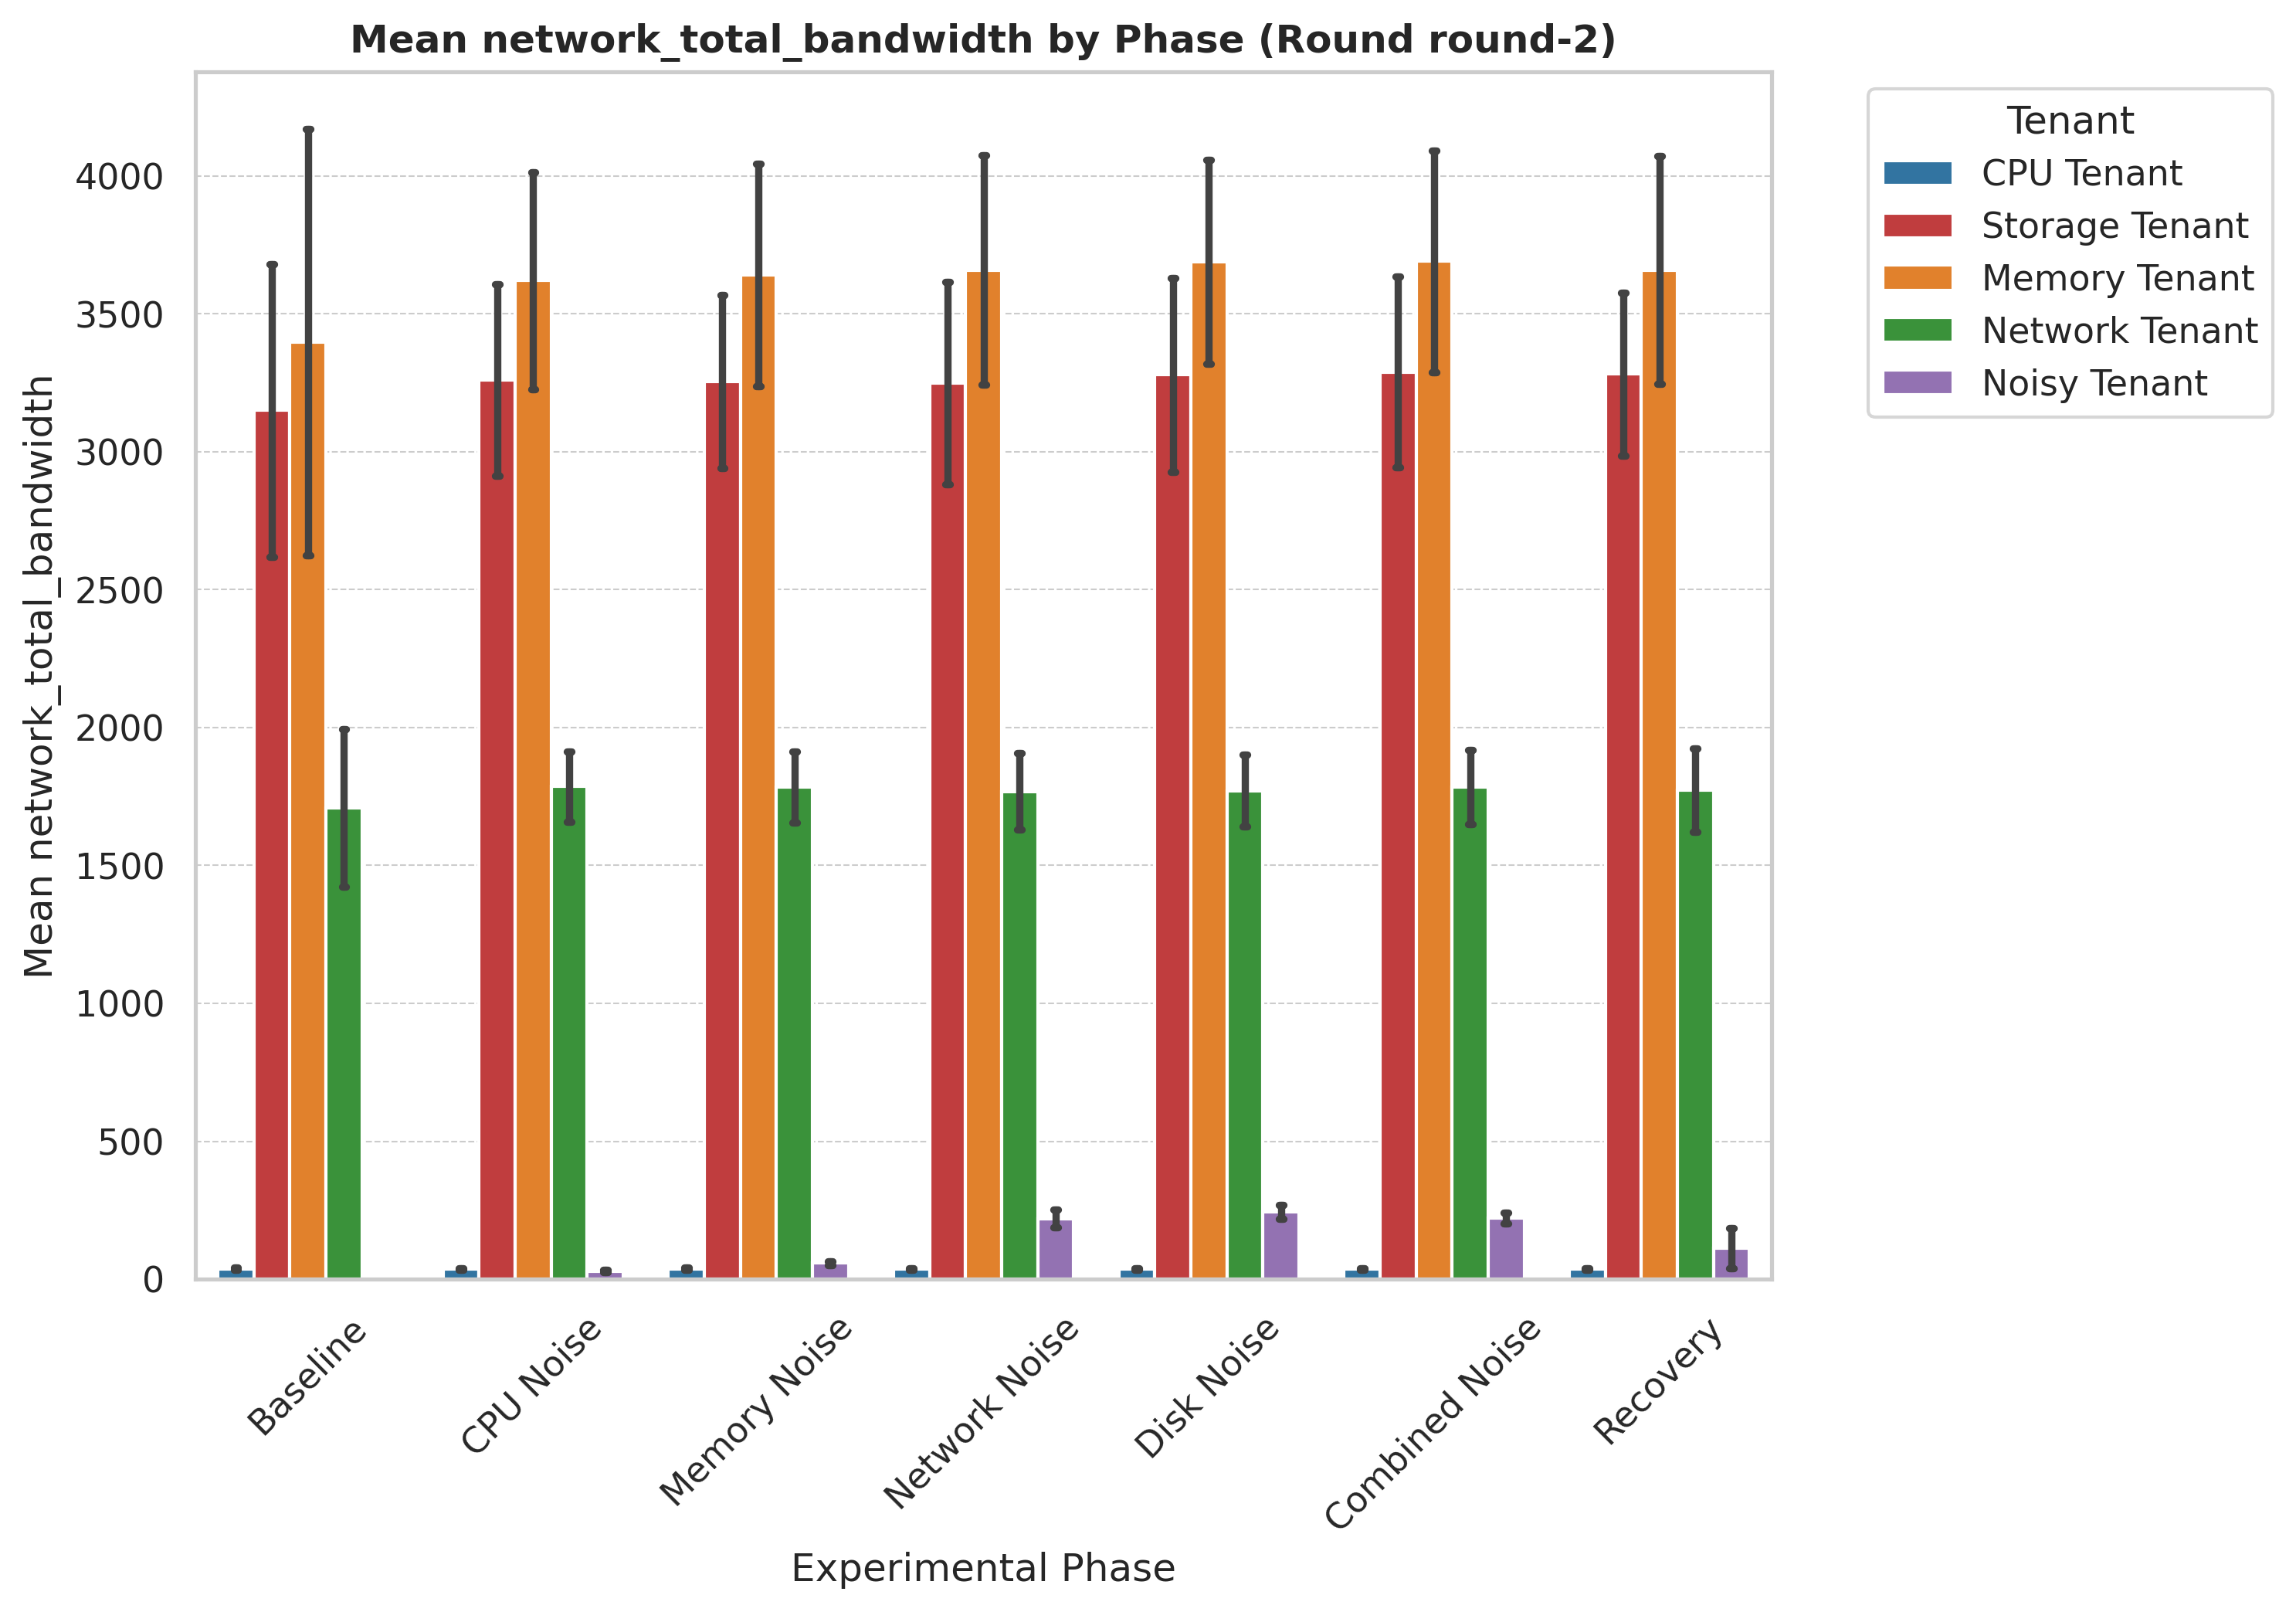 Mean network_total_bandwidth by Phase (Round round-2)
Mean network_total_bandwidth
4000
3500
3000
2500
2000
1500
1000
500
0
Baseline
CPU Noise
Memory Noise
Network Noise
Disk Noise
Combined Noise
Recovery
Experimental Phase
Tenant
CPU Tenant
Storage Tenant
Memory Tenant
Network Tenant
Noisy Tenant